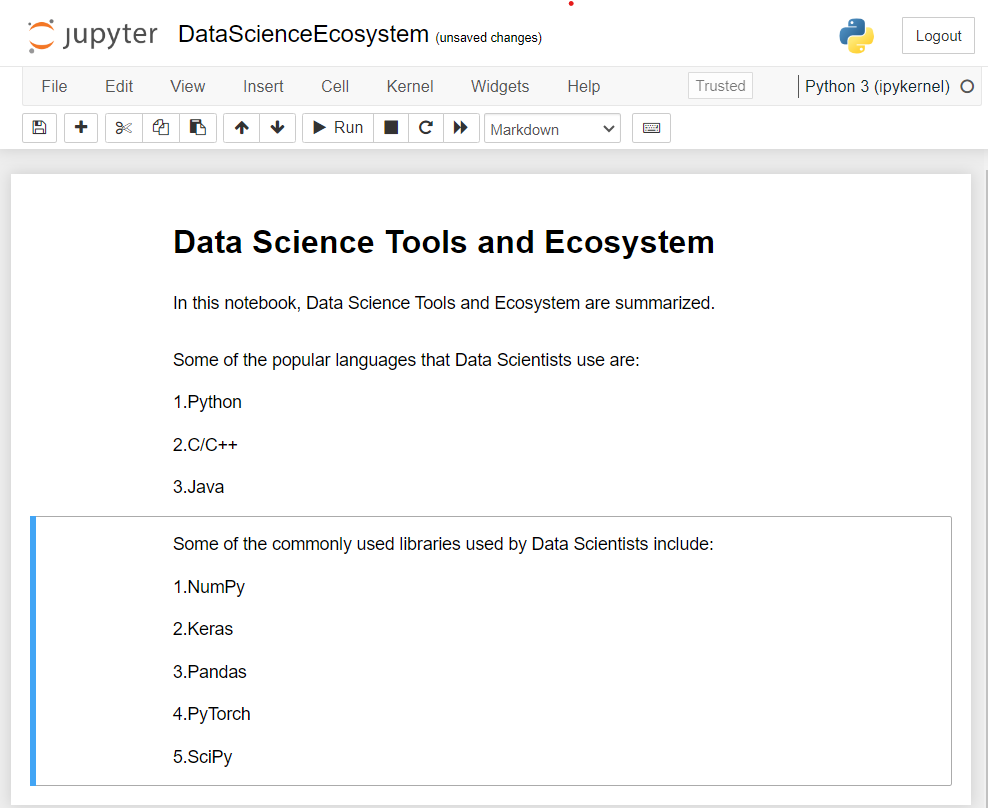 jupyter DataScienceEcosystem (unsaved changes) Logout
File Edit View Insert Cell Kernel Widgets Help Trusted Python 3 (ipykernel)
Run Markdown
Data Science Tools and Ecosystem
In this notebook, Data Science Tools and Ecosystem are summarized.
Some of the popular languages that Data Scientists use are:
1.Python
2.C/C++
3.Java
Some of the commonly used libraries used by Data Scientists include:
1.NumPy
2.Keras
3.Pandas
4.PyTorch
5.SciPy